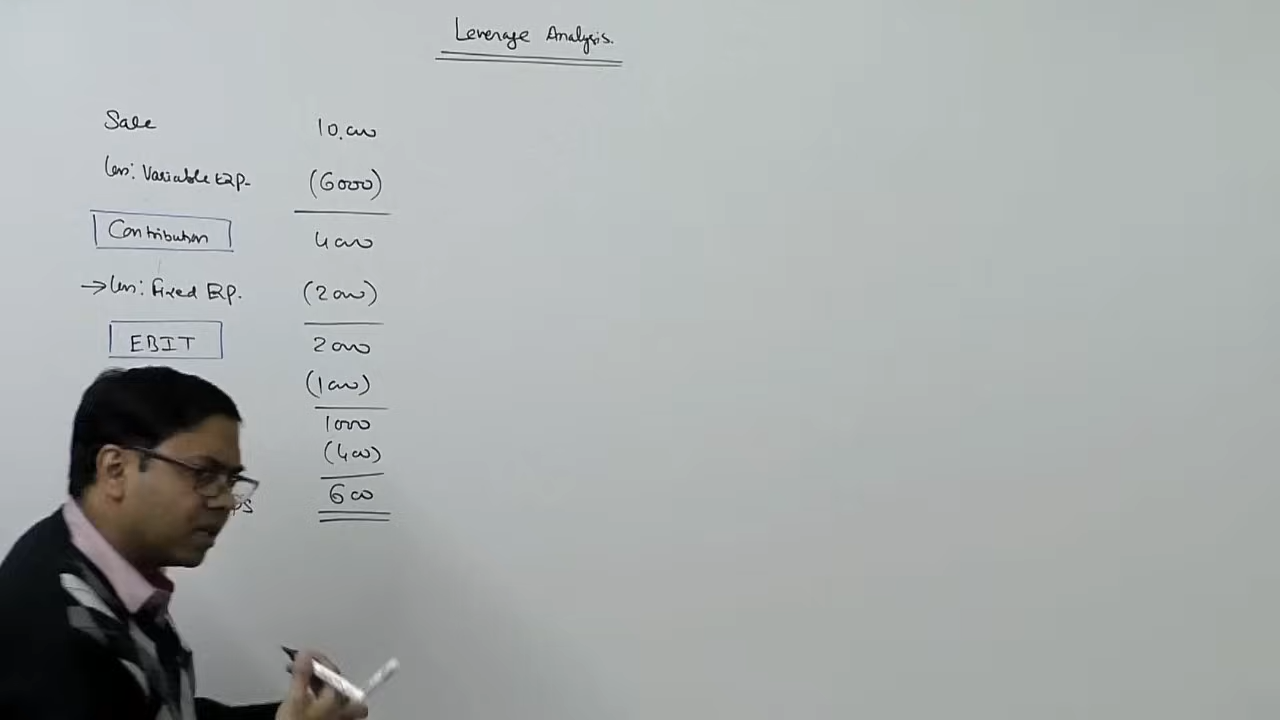 Leverage Analysis.
Sale 10,000
Less: Variable Exp. (6000)
Contribution 4000
→ Less: Fixed Exp. (2000)
EBIT 2000
(1000)
1000
(400)
600